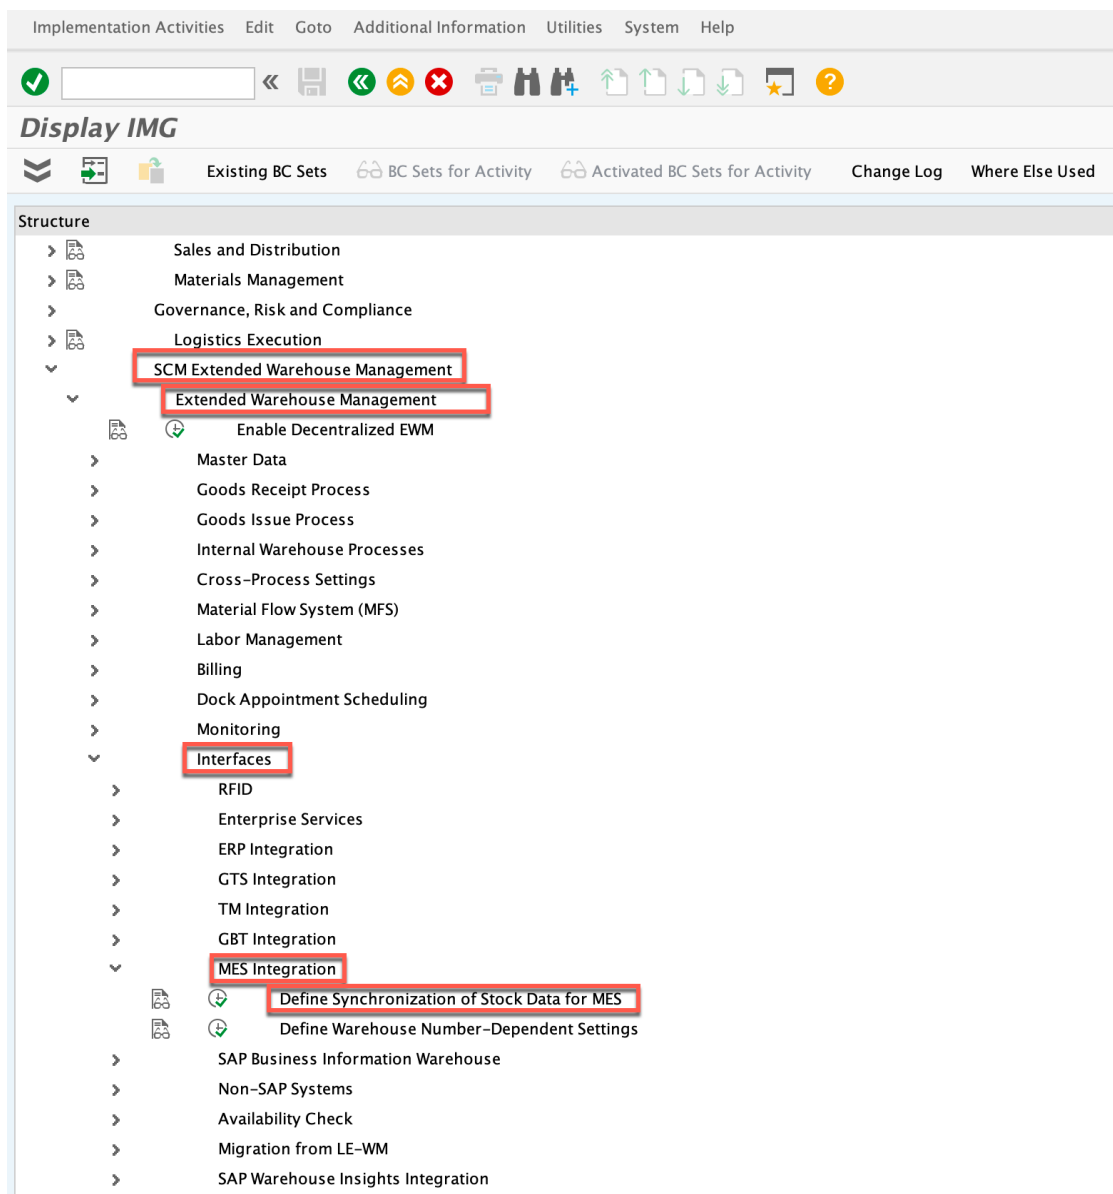 Implementation Activities Edit Goto Additional Information Utilities System Help
Display IMG
Existing BC Sets BC Sets for Activity Activated BC Sets for Activity Change Log Where Else Used
Structure
Sales and Distribution
Materials Management
Governance, Risk and Compliance
Logistics Execution
SCM Extended Warehouse Management
Extended Warehouse Management
Enable Decentralized EWM
Master Data
Goods Receipt Process
Goods Issue Process
Internal Warehouse Processes
Cross-Process Settings
Material Flow System (MFS)
Labor Management
Billing
Dock Appointment Scheduling
Monitoring
Interfaces
RFID
Enterprise Services
ERP Integration
GTS Integration
TM Integration
GBT Integration
MES Integration
Define Synchronization of Stock Data for MES
Define Warehouse Number-Dependent Settings
SAP Business Information Warehouse
Non-SAP Systems
Availability Check
Migration from LE-WM
SAP Warehouse Insights Integration